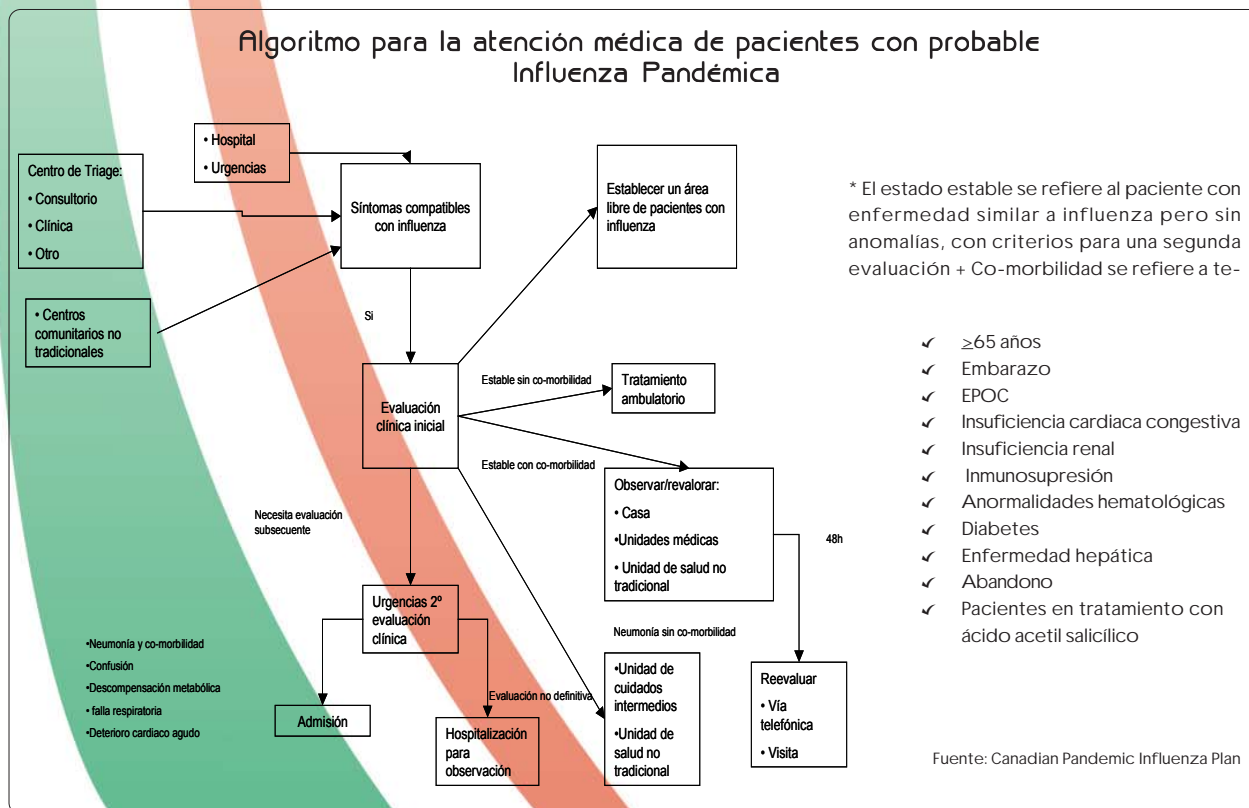 Algoritmo para la atención médica de pacientes con probable
Influenza Pandémica
• Hospital
• Urgencias
Centro de Triage:
• Consultorio
• Clínica
• Otro
• Centros
comunitarios no
tradicionales
Síntomas compatibles
con influenza
Establecer un área
libre de pacientes con
influenza
Si
Evaluación
clínica inicial
Estable sin co-morbilidad
Tratamiento
ambulatorio
Estable con co-morbilidad
Observar/revalorar:
• Casa
•Unidades médicas
• Unidad de salud no
tradicional
48h
Necesita evaluación
subsecuente
Urgencias 2º
evaluación
clínica
•Neumonía y co-morbilidad
•Confusión
•Descompensación metabólica
• falla respiratoria
•Deterioro cardiaco agudo
Admisión
Evaluación no definitiva
Hospitalización
para
observación
Neumonía sin co-morbilidad
•Unidad de
cuidados
intermedios
•Unidad de
salud no
tradicional
Reevaluar
• Vía
telefónica
• Visita
* El estado estable se refiere al paciente con
enfermedad similar a influenza pero sin
anomalías, con criterios para una segunda
evaluación + Co-morbilidad se refiere a te-
✓ ≥65 años
✓ Embarazo
✓ EPOC
✓ Insuficiencia cardiaca congestiva
✓ Insuficiencia renal
✓ Inmunosupresión
✓ Anormalidades hematológicas
✓ Diabetes
✓ Enfermedad hepática
✓ Abandono
✓ Pacientes en tratamiento con
ácido acetil salicílico
Fuente: Canadian Pandemic Influenza Plan